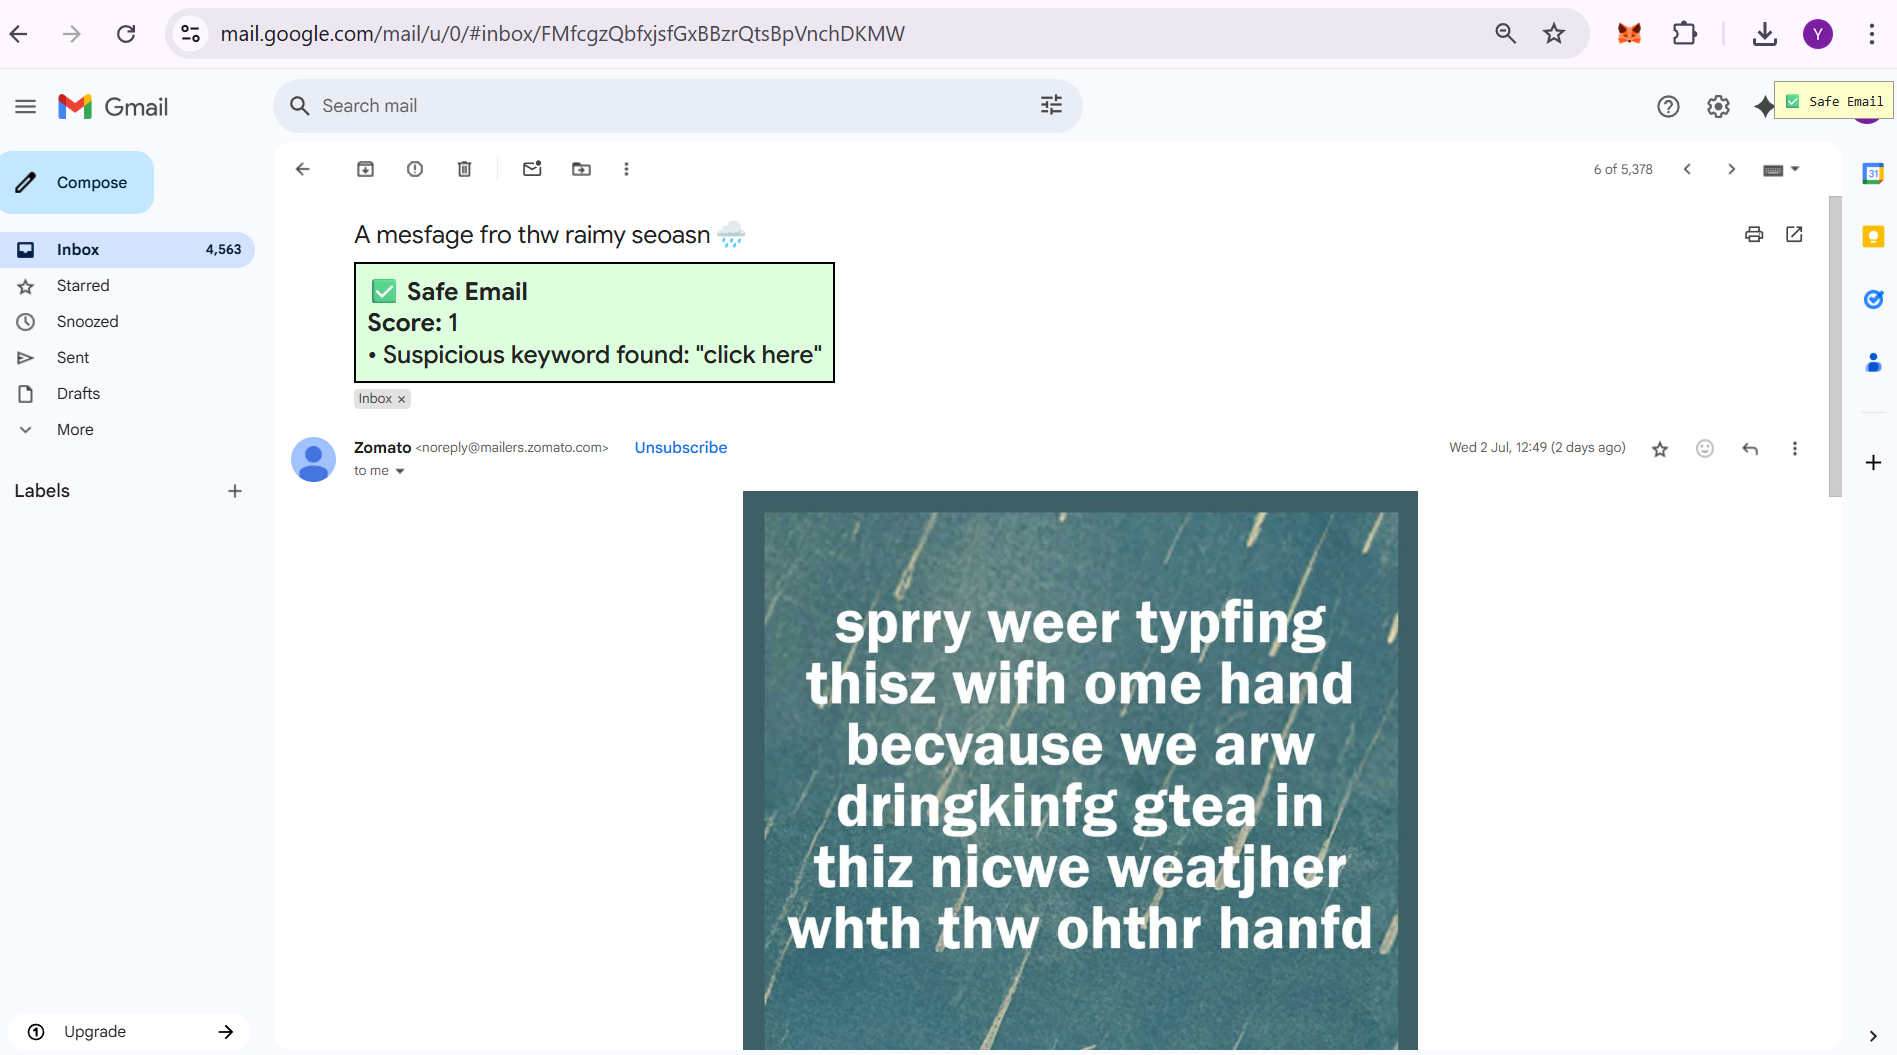 mail.google.com/mail/u/0/#inbox/FMfcgzQbfxjsfGxBBzrQtsBpVnchDKMW
Y
Gmail
Search mail
✅ Safe Email
Compose
6 of 5,378
31
Inbox 4,563
Starred
Snoozed
Sent
Drafts
More
Labels
A mesfage fro thw raimy seoasn 🌧️
✅ Safe Email
Score: 1
• Suspicious keyword found: "click here"
Inbox ×
Zomato <noreply@mailers.zomato.com> Unsubscribe
Wed 2 Jul, 12:49 (2 days ago)
to me
sprry weer typfing
thisz wifh ome hand
becvause we arw
dringkinfg gtea in
thiz nicwe weatjher
whth thw ohthr hanfd
Upgrade